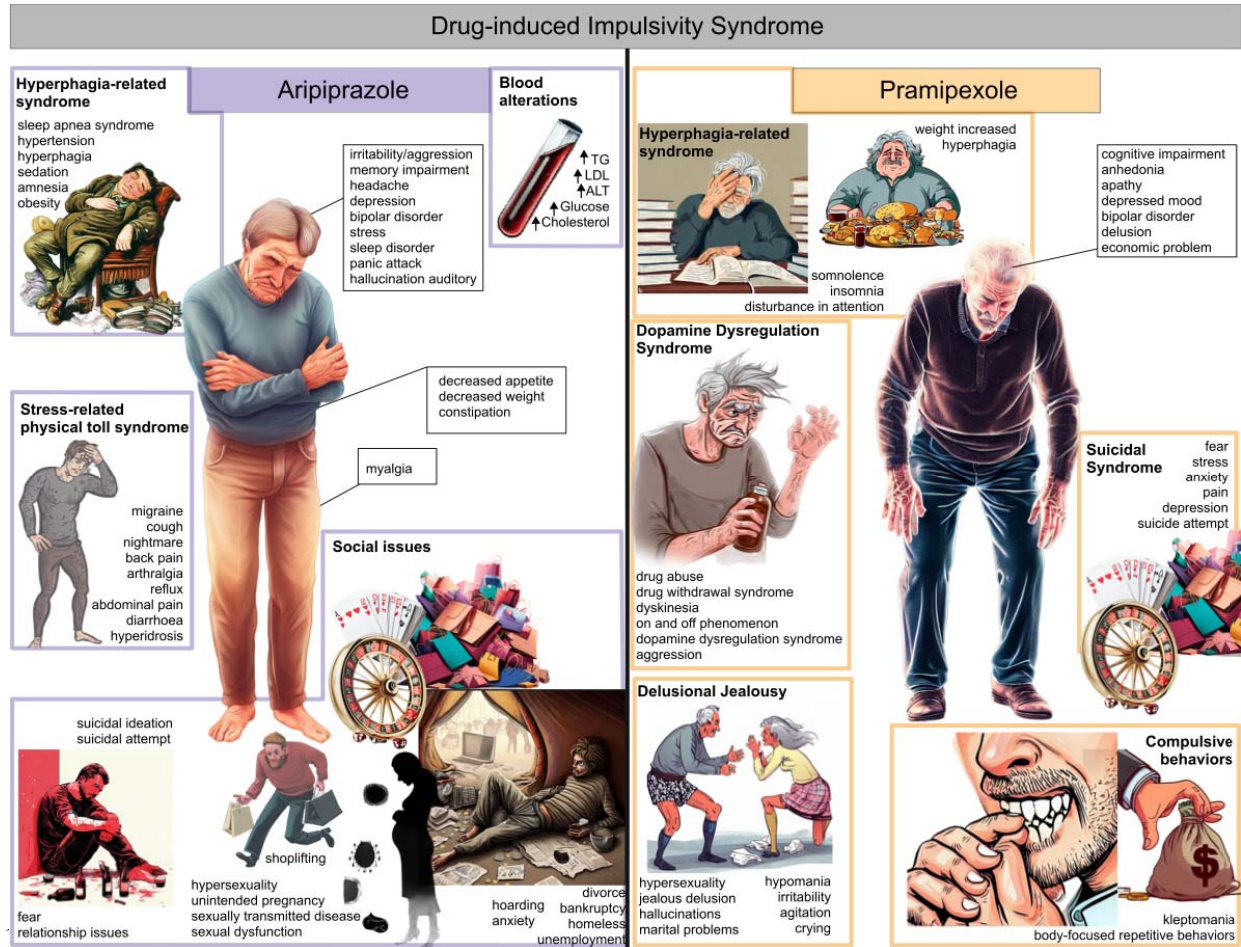 Drug-induced Impulsivity Syndrome
Aripiprazole
Hyperphagia-related
syndrome
sleep apnea syndrome
hypertension
hyperphagia
sedation
amnesia
obesity
irritability/aggression
memory impairment
headache
depression
bipolar disorder
stress
sleep disorder
panic attack
hallucination auditory
Blood
alterations
TG
LDL
ALT
Glucose
Cholesterol
decreased appetite
decreased weight
constipation
myalgia
Stress-related
physical toll syndrome
migraine
cough
nightmare
back pain
arthralgia
reflux
abdominal pain
diarrhoea
hyperidrosis
Social issues
suicidal ideation
suicidal attempt
fear
relationship issues
shoplifting
hypersexuality
unintended pregnancy
sexually transmitted disease
sexual dysfunction
hoarding
anxiety
divorce
bankruptcy
homeless
unemployment
Pramipexole
Hyperphagia-related
syndrome
weight increased
hyperphagia
somnolence
insomnia
disturbance in attention
cognitive impairment
anhedonia
apathy
depressed mood
bipolar disorder
delusion
economic problem
Dopamine Dysregulation
Syndrome
drug abuse
drug withdrawal syndrome
dyskinesia
on and off phenomenon
dopamine dysregulation syndrome
aggression
Suicidal
Syndrome
fear
stress
anxiety
pain
depression
suicide attempt
Delusional Jealousy
hypersexuality
jealous delusion
hallucinations
marital problems
hypomania
irritability
agitation
crying
Compulsive
behaviors
$
kleptomania
body-focused repetitive behaviors